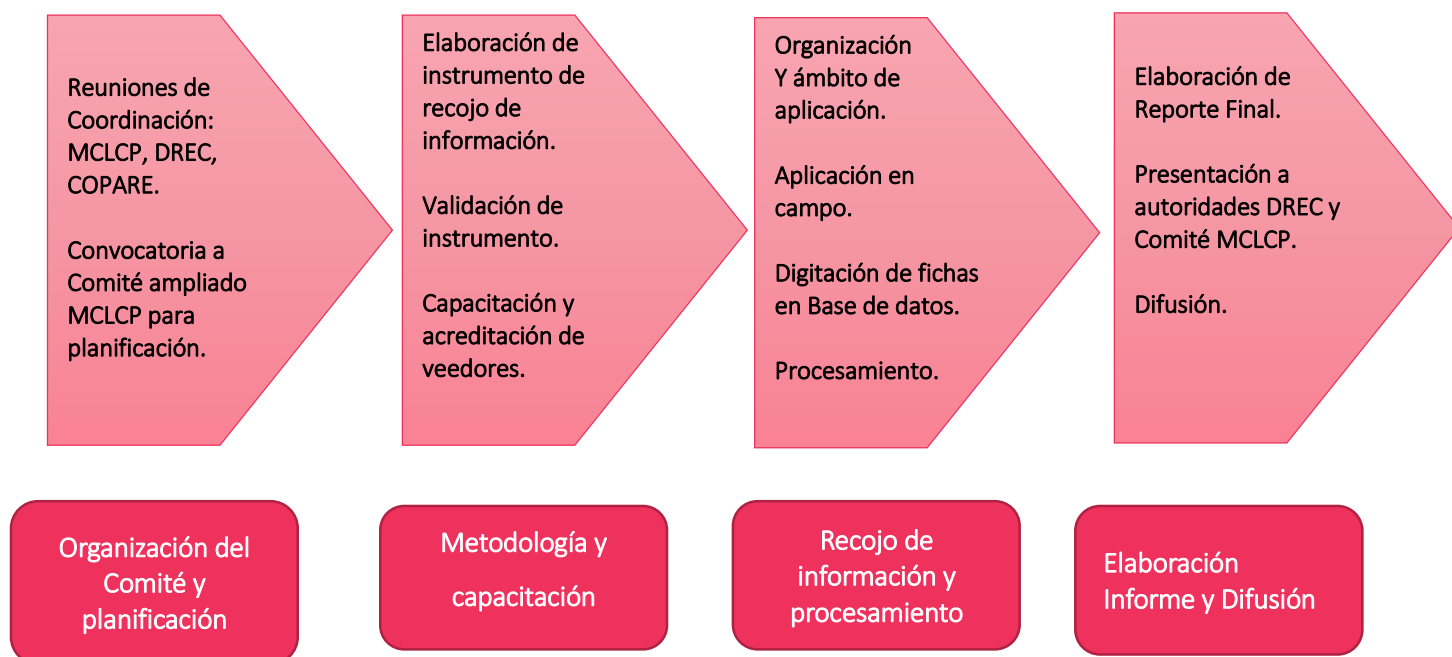 Reuniones de
Coordinación:
MCLCP, DREC,
COPARE.
Convocatoria a
Comité ampliado
MCLCP para
planificación.
Elaboración de
instrumento de
recojo de
información.
Validación de
instrumento.
Capacitación y
acreditación de
veedores.
Organización
Y ámbito de
aplicación.
Aplicación en
campo.
Digitación de fichas
en Base de datos.
Procesamiento.
Elaboración de
Reporte Final.
Presentación a
autoridades DREC y
Comité MCLCP.
Difusión.
Organización del
Comité y
planificación
Metodología y
capacitación
Recojo de
información y
procesamiento
Elaboración
Informe y Difusión